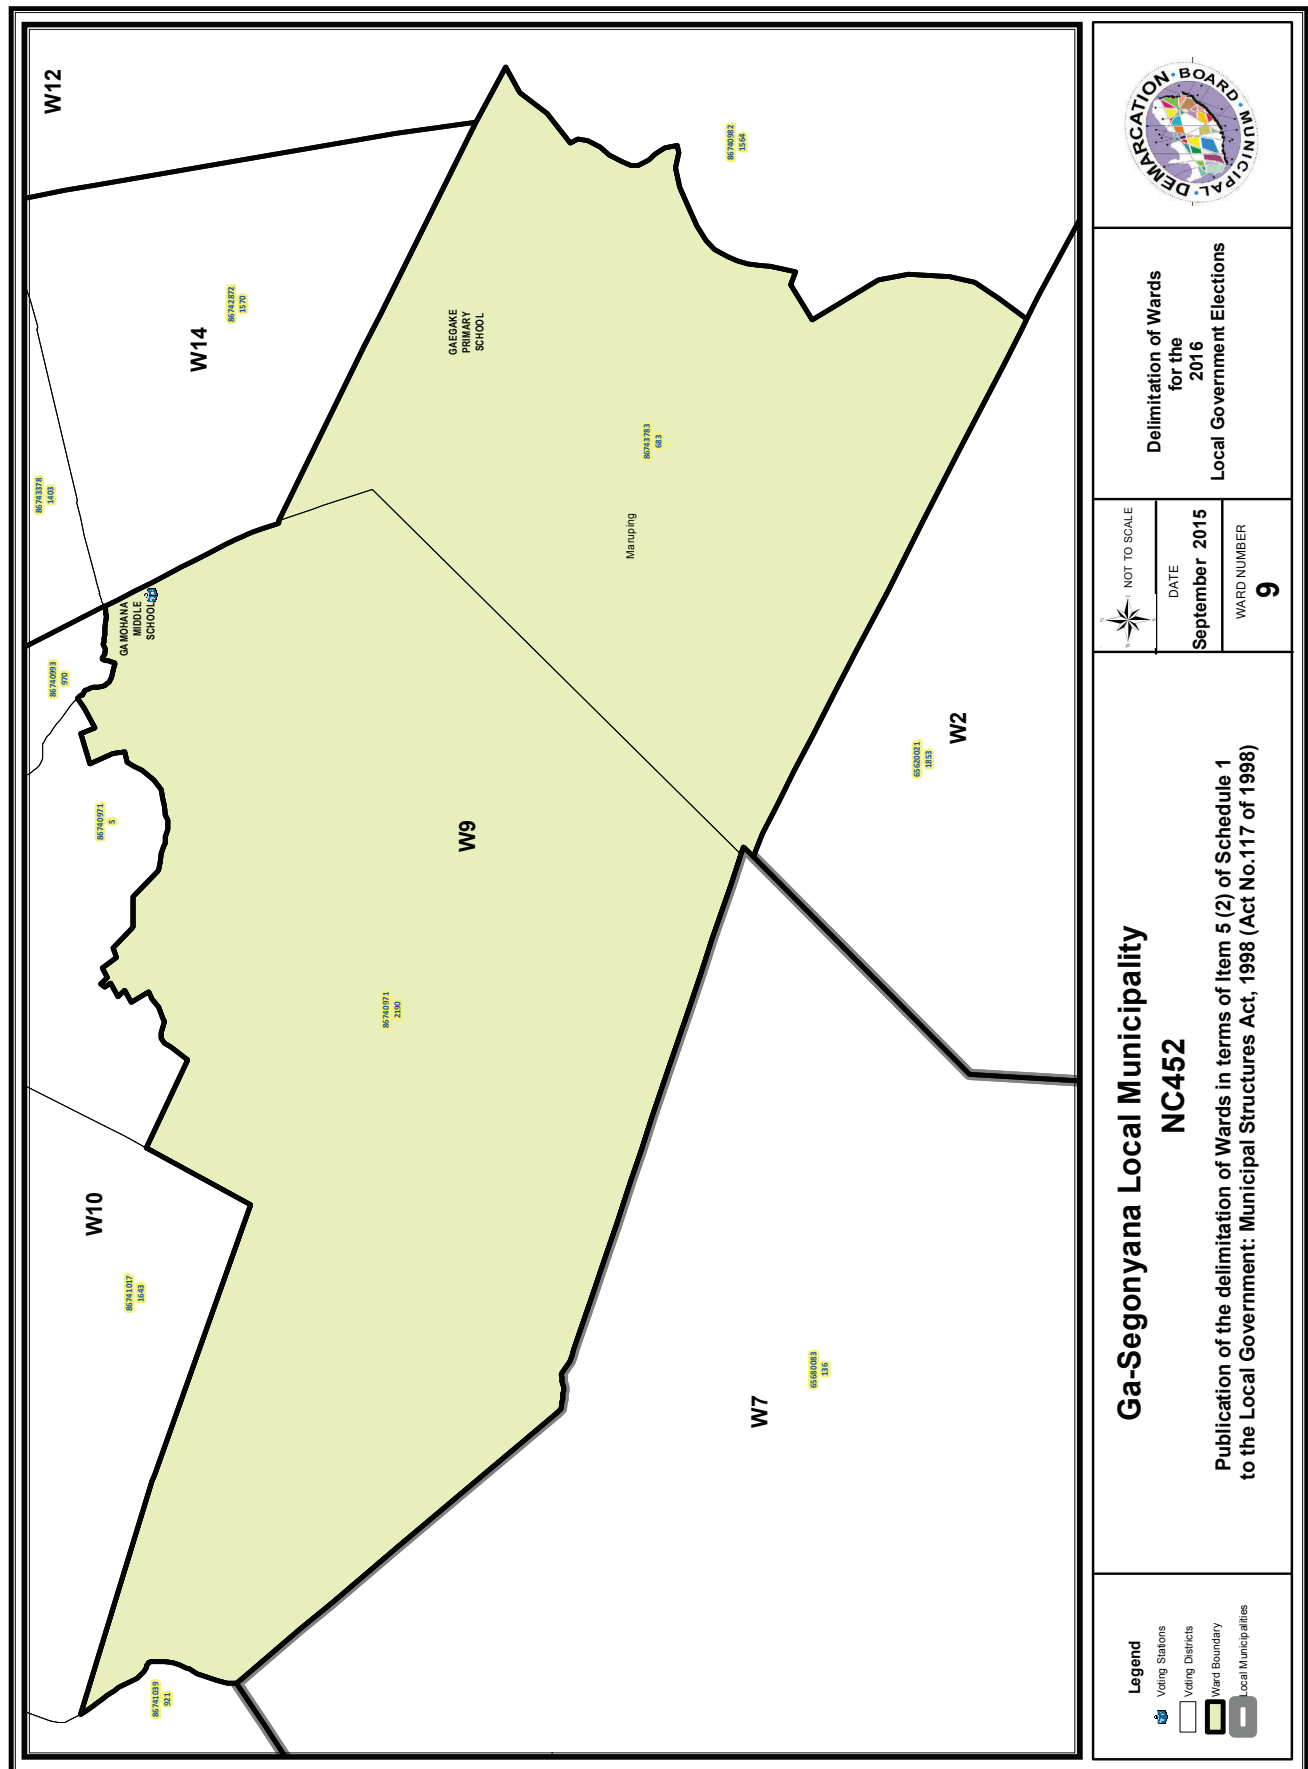 W12
W14
W10
W9
W7
W2
86740982
1564
86742872
1570
86743378
1403
86740993
970
86740971
5
86743783
683
86740971
2190
86741017
1643
86741039
921
65680083
136
65620021
1853
GAEGAKE
PRIMARY
SCHOOL
GAMOHANA
MIDDLE
SCHOOL
Maruping
Legend
Voting Stations
Voting Districts
Ward Boundary
Local Municipalities
Ga-Segonyana Local Municipality
NC452
Publication of the delimitation of Wards in terms of Item 5 (2) of Schedule 1
to the Local Government: Municipal Structures Act, 1998 (Act No.117 of 1998)
N
E
S
W
NOT TO SCALE
DATE
September 2015
WARD NUMBER
9
Delimitation of Wards
for the
2016
Local Government Elections
MUNICIPAL • DEMARCATION • BOARD •